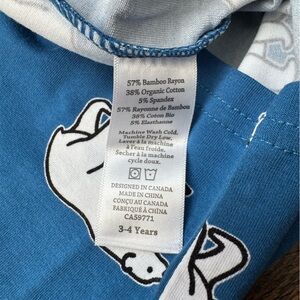 57% Bamboo Rayon
38% Organic Cotton
5% Spandex
57% Rayonne de Bambou
38% Coton Bio
5% Elasthanne
Machine Wash Cold,
Tumble Dry Low.
Laver à la machine
à l'eau froide.
Sécher à la machine
cycle doux.
DESIGNED IN CANADA
MADE IN CHINA
CONÇU AU CANADA
FABRIQUÉ À CHINA
CA59771
3-4 Years